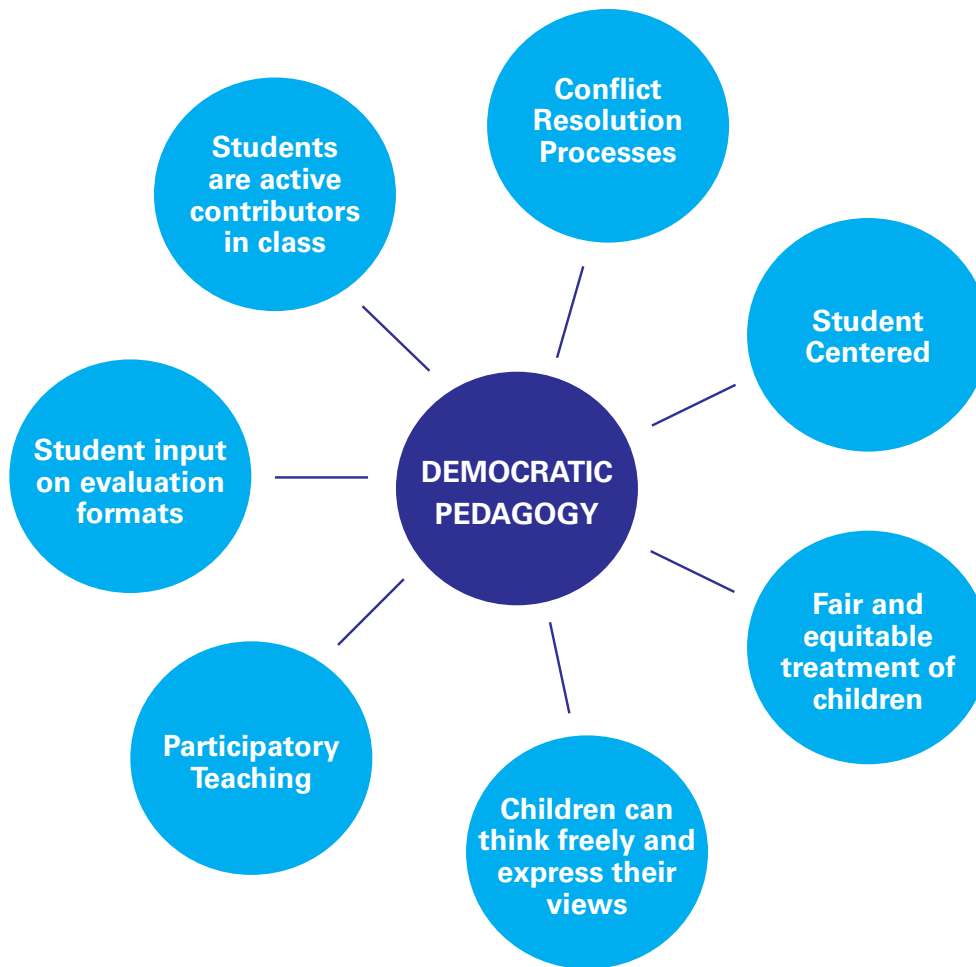 Conflict
Resolution
Processes
Students
are active
contributors
in class
Student
Centered
Student input
on evaluation
formats
DEMOCRATIC
PEDAGOGY
Fair and
equitable
treatment of
children
Participatory
Teaching
Children can
think freely and
express their
views